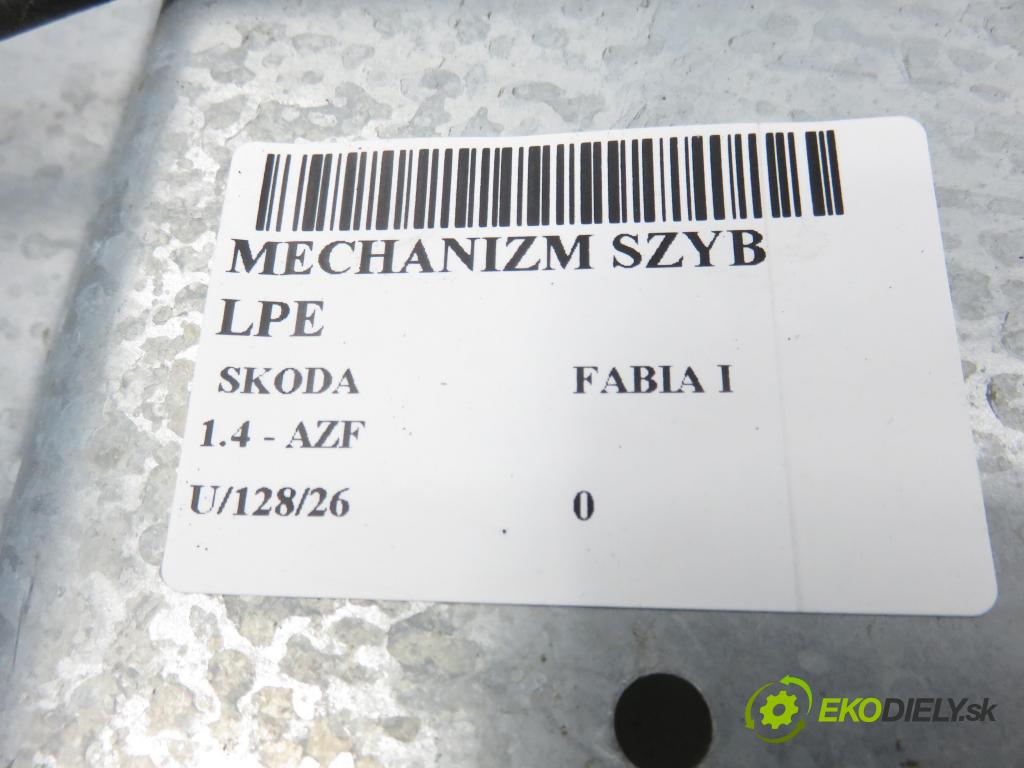 MECHANIZM SZYB
LPE
SKODA FABIA I
1.4 - AZF
U/128/26 0
EKODIELY.sk